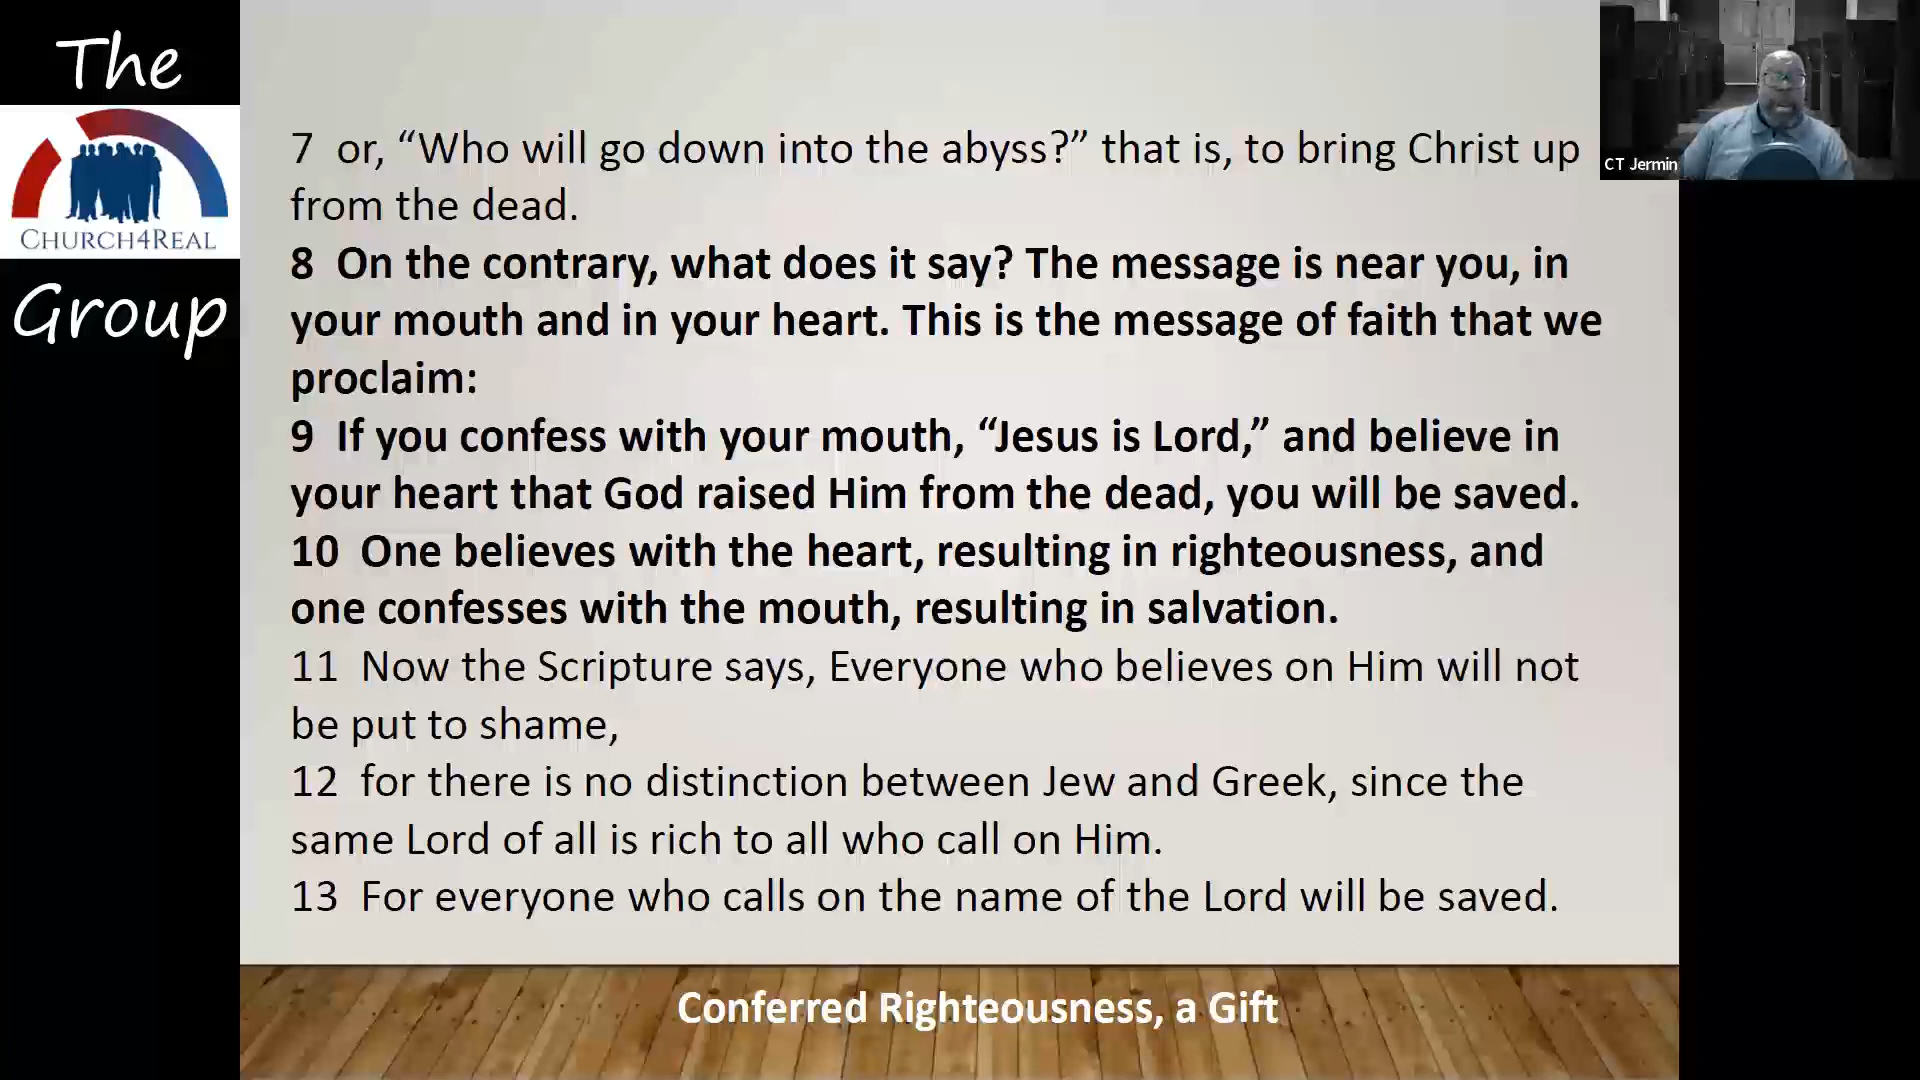 The
CHURCH4REAL
Group
7 or, “Who will go down into the abyss?” that is, to bring Christ up
from the dead.
8 On the contrary, what does it say? The message is near you, in
your mouth and in your heart. This is the message of faith that we
proclaim:
9 If you confess with your mouth, “Jesus is Lord,” and believe in
your heart that God raised Him from the dead, you will be saved.
10 One believes with the heart, resulting in righteousness, and
one confesses with the mouth, resulting in salvation.
11 Now the Scripture says, Everyone who believes on Him will not
be put to shame,
12 for there is no distinction between Jew and Greek, since the
same Lord of all is rich to all who call on Him.
13 For everyone who calls on the name of the Lord will be saved.
Conferred Righteousness, a Gift
CT Jermin